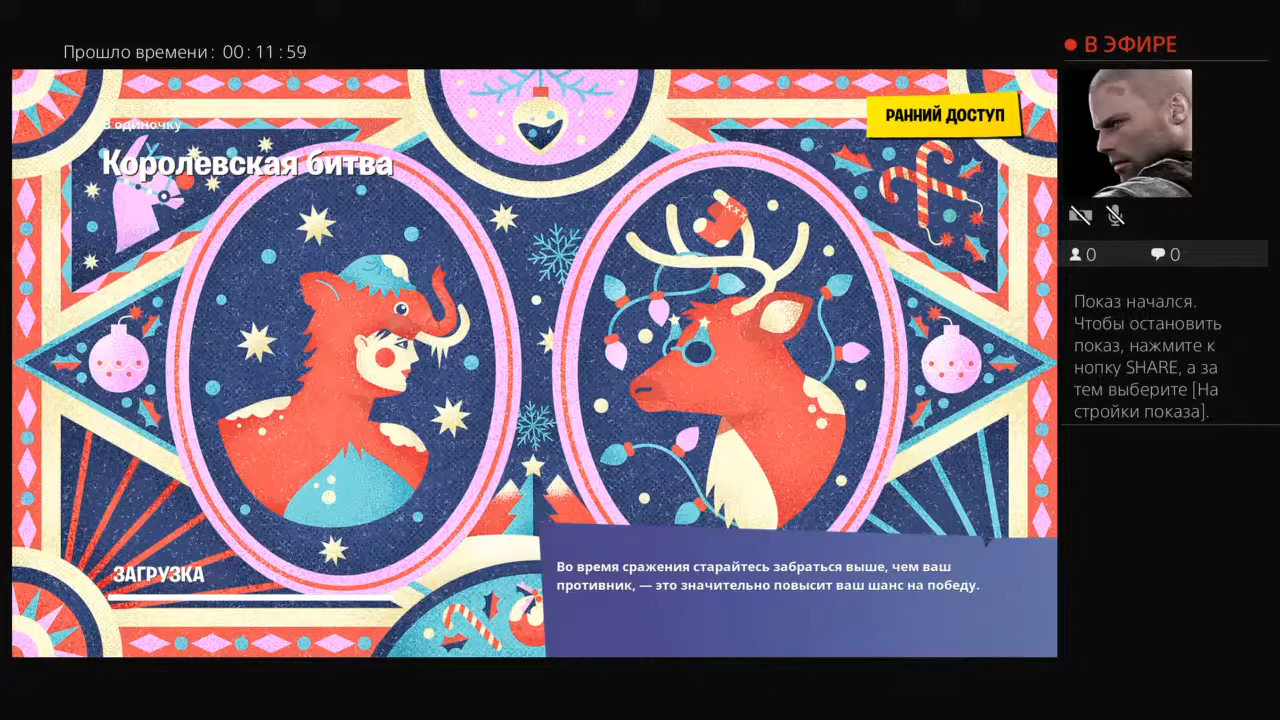 Прошло времени: 00:11:59
В ЭФИРЕ
В одиночку
РАННИЙ ДОСТУП
Королевская битва
0 0
Показ начался.
Чтобы остановить
показ, нажмите к
нопку SHARE, а за
тем выберите [На
стройки показа].
ЗАГРУЗКА
Во время сражения старайтесь забраться выше, чем ваш
противник, — это значительно повысит ваш шанс на победу.